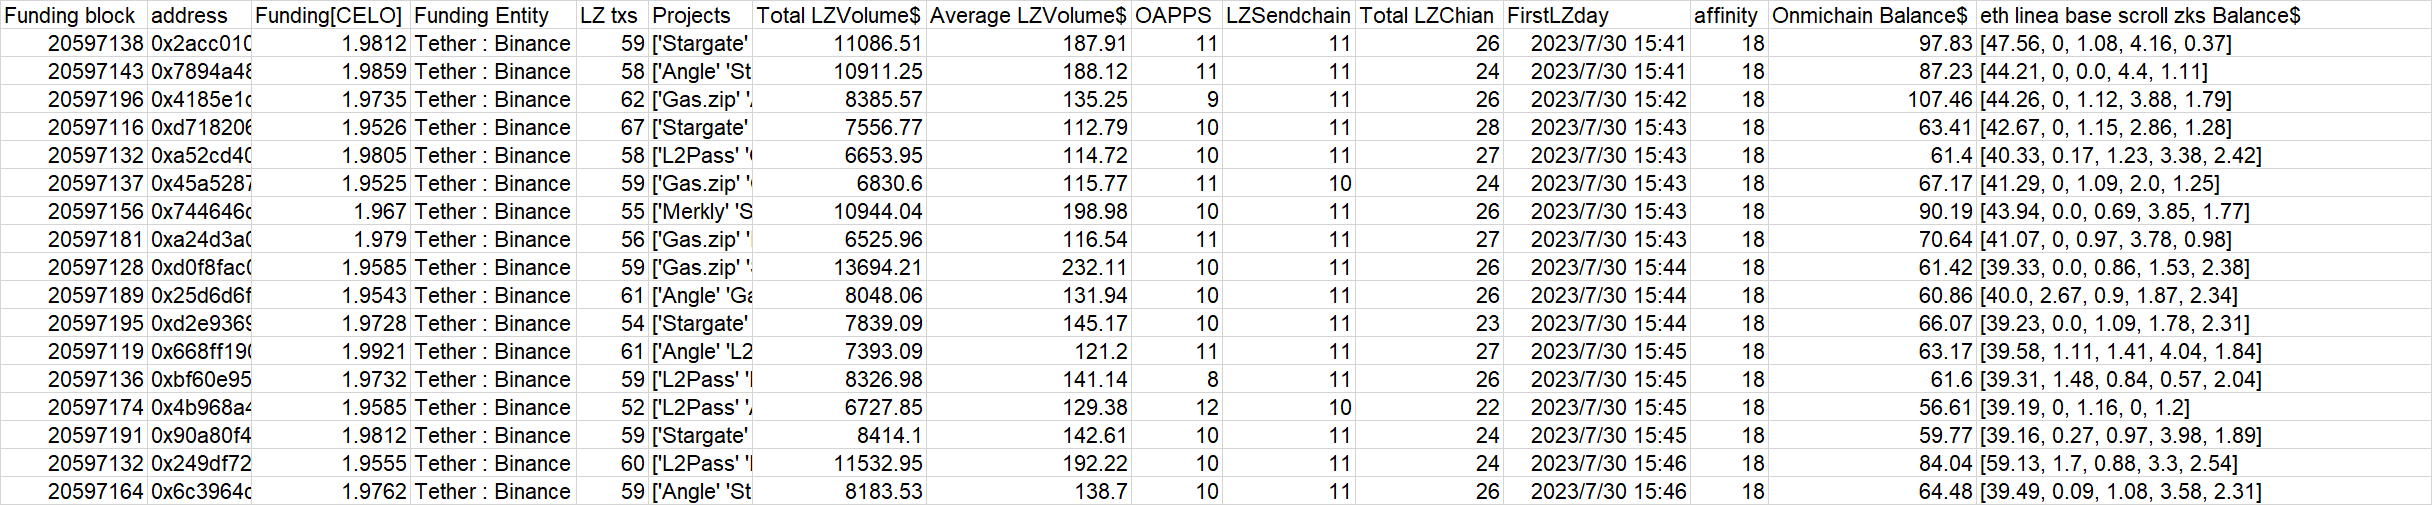 Funding block address Funding[CELO] Funding Entity LZ txs Projects Total LZVolume$ Average LZVolume$ OAPPS LZSendchain Total LZChian FirstLZday affinity Onmichain Balance$ eth linea base scroll zks Balance$
20597138 0x2acc010 1.9812 Tether : Binance 59 ['Stargate' 11086.51 187.91 11 11 26 2023/7/30 15:41 18 97.83 [47.56, 0, 1.08, 4.16, 0.37]
20597143 0x7894a48 1.9859 Tether : Binance 58 ['Angle' 'St 10911.25 188.12 11 11 24 2023/7/30 15:41 18 87.23 [44.21, 0, 0.0, 4.4, 1.11]
20597196 0x4185e1c 1.9735 Tether : Binance 62 ['Gas.zip' ' 8385.57 135.25 9 11 26 2023/7/30 15:42 18 107.46 [44.26, 0, 1.12, 3.88, 1.79]
20597116 0xd718206 1.9526 Tether : Binance 67 ['Stargate' 7556.77 112.79 10 11 28 2023/7/30 15:43 18 63.41 [42.67, 0, 1.15, 2.86, 1.28]
20597132 0xa52cd40 1.9805 Tether : Binance 58 ['L2Pass' ' 6653.95 114.72 10 11 27 2023/7/30 15:43 18 61.4 [40.33, 0.17, 1.23, 3.38, 2.42]
20597137 0x45a5287 1.9525 Tether : Binance 59 ['Gas.zip' ' 6830.6 115.77 11 10 24 2023/7/30 15:43 18 67.17 [41.29, 0, 1.09, 2.0, 1.25]
20597156 0x744646c 1.967 Tether : Binance 55 ['Merkly' 'S 10944.04 198.98 10 11 26 2023/7/30 15:43 18 90.19 [43.94, 0.0, 0.69, 3.85, 1.77]
20597181 0xa24d3a0 1.979 Tether : Binance 56 ['Gas.zip' ' 6525.96 116.54 11 11 27 2023/7/30 15:43 18 70.64 [41.07, 0, 0.97, 3.78, 0.98]
20597128 0xd0f8fac0 1.9585 Tether : Binance 59 ['Gas.zip' ' 13694.21 232.11 10 11 26 2023/7/30 15:44 18 61.42 [39.33, 0.0, 0.86, 1.53, 2.38]
20597189 0x25d6d6f 1.9543 Tether : Binance 61 ['Angle' 'Ga 8048.06 131.94 10 11 26 2023/7/30 15:44 18 60.86 [40.0, 2.67, 0.9, 1.87, 2.34]
20597195 0xd2e9369 1.9728 Tether : Binance 54 ['Stargate' 7839.09 145.17 10 11 23 2023/7/30 15:44 18 66.07 [39.23, 0.0, 1.09, 1.78, 2.31]
20597119 0x668ff190 1.9921 Tether : Binance 61 ['Angle' 'L2 7393.09 121.2 11 11 27 2023/7/30 15:45 18 63.17 [39.58, 1.11, 1.41, 4.04, 1.84]
20597136 0xbf60e95 1.9732 Tether : Binance 59 ['L2Pass' ' 8326.98 141.14 8 11 26 2023/7/30 15:45 18 61.6 [39.31, 1.48, 0.84, 0.57, 2.04]
20597174 0x4b968a4 1.9585 Tether : Binance 52 ['L2Pass' ' 6727.85 129.38 12 10 22 2023/7/30 15:45 18 56.61 [39.19, 0, 1.16, 0, 1.2]
20597191 0x90a80f4 1.9812 Tether : Binance 59 ['Stargate' 8414.1 142.61 10 11 24 2023/7/30 15:45 18 59.77 [39.16, 0.27, 0.97, 3.98, 1.89]
20597132 0x249df72 1.9555 Tether : Binance 60 ['L2Pass' ' 11532.95 192.22 10 11 24 2023/7/30 15:46 18 84.04 [59.13, 1.7, 0.88, 3.3, 2.54]
20597164 0x6c3964c 1.9762 Tether : Binance 59 ['Angle' 'St 8183.53 138.7 10 11 26 2023/7/30 15:46 18 64.48 [39.49, 0.09, 1.08, 3.58, 2.31]